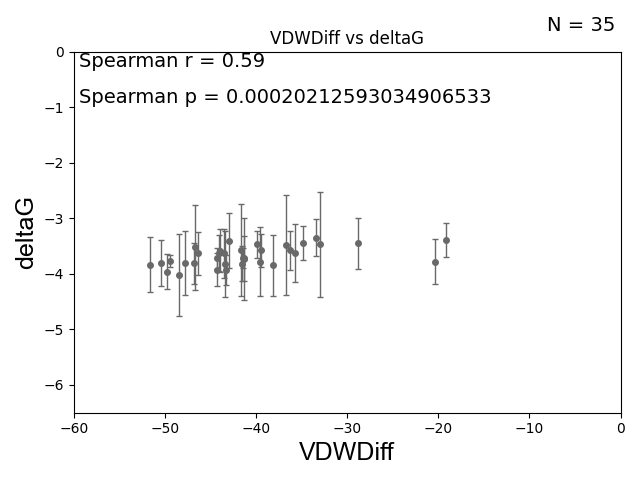 N = 35
VDWDiff vs deltaG
Spearman r = 0.59
Spearman p = 0.00020212593034906533
0
−1
−2
−3
−4
−5
−6
deltaG
−60
−50
−40
−30
−20
−10
0
VDWDiff